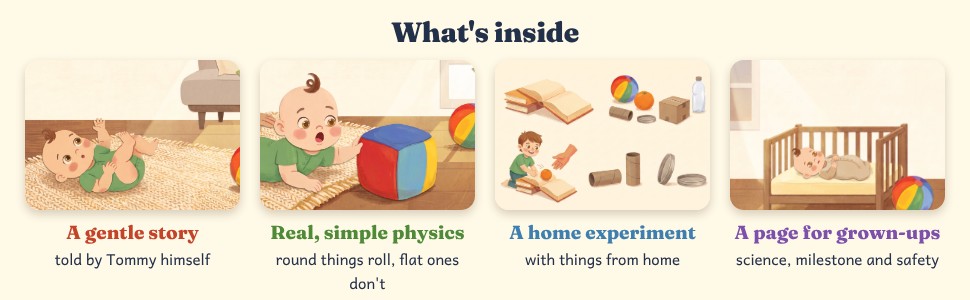 What's inside
A gentle story
told by Tommy himself
Real, simple physics
round things roll, flat ones
don't
A home experiment
with things from home
A page for grown-ups
science, milestone and safety